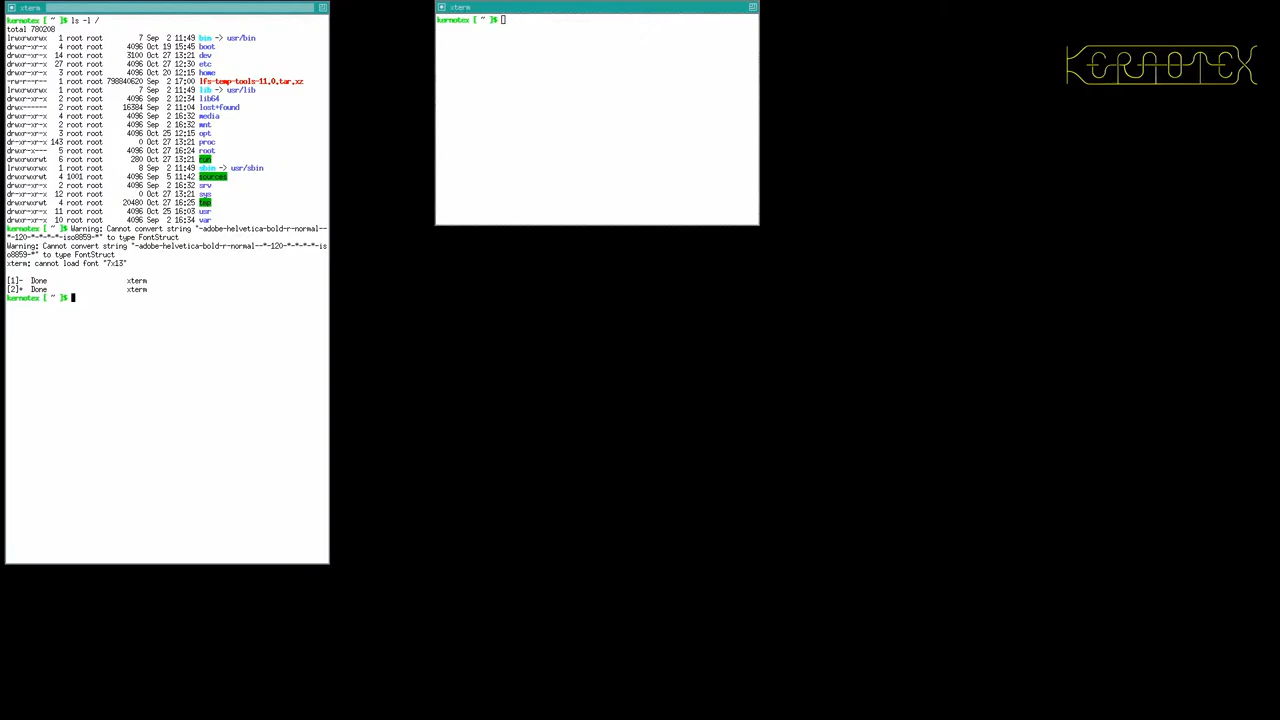 xterm
kernotex [ ~ ]$ ls -l /
total 780208
lrwxrwxrwx   1 root root         7 Sep  2 11:49 bin -> usr/bin
drwxr-xr-x   4 root root      4096 Oct 19 15:45 boot
drwxr-xr-x  14 root root      3100 Oct 27 13:21 dev
drwxr-xr-x  27 root root      4096 Oct 27 13:21 etc
drwxr-xr-x   3 root root      4096 Oct 20 12:15 home
-rw-r--r--   1 root root 798840620 Sep  2 17:00 lfs-temp-tools-11.0.tar.xz
lrwxrwxrwx   1 root root         7 Sep  2 11:49 lib -> usr/lib
drwxr-xr-x   2 root root      4096 Sep  2 12:34 lib64
drwx------   2 root root     16384 Sep  2 11:04 lost+found
drwxr-xr-x   4 root root      4096 Sep  2 16:32 media
drwxr-xr-x   2 root root      4096 Sep  2 16:32 mnt
drwxr-xr-x   3 root root      4096 Oct 25 12:15 opt
dr-xr-xr-x 143 root root         0 Oct 27 13:21 proc
drwxr-x---   5 root root      4096 Oct 27 16:24 root
drwxrwxrwt   6 root root       280 Oct 27 13:21 run
lrwxrwxrwx   1 root root         8 Sep  2 11:49 sbin -> usr/sbin
drwxrwxrwt   4 1001 root      4096 Sep  5 11:42 sources
drwxr-xr-x   2 root root      4096 Sep  2 16:32 srv
dr-xr-xr-x  12 root root         0 Oct 27 13:21 sys
drwxrwxrwt   4 root root     20480 Oct 27 16:25 tmp
drwxr-xr-x  11 root root      4096 Oct 25 16:03 usr
drwxr-xr-x  10 root root      4096 Sep  2 16:34 var
kernotex [ ~ ]$ Warning: Cannot convert string "-adobe-helvetica-bold-r-normal--
*-120-*-*-*-*-iso8859-*" to type FontStruct
Warning: Cannot convert string "-adobe-helvetica-bold-r-normal--*-120-*-*-*-*-is
o8859-*" to type FontStruct
xterm: cannot load font "7x13"
[1]-  Done                    xterm
[2]+  Done                    xterm
kernotex [ ~ ]$
xterm
kernotex [ ~ ]$
KERNOTEX